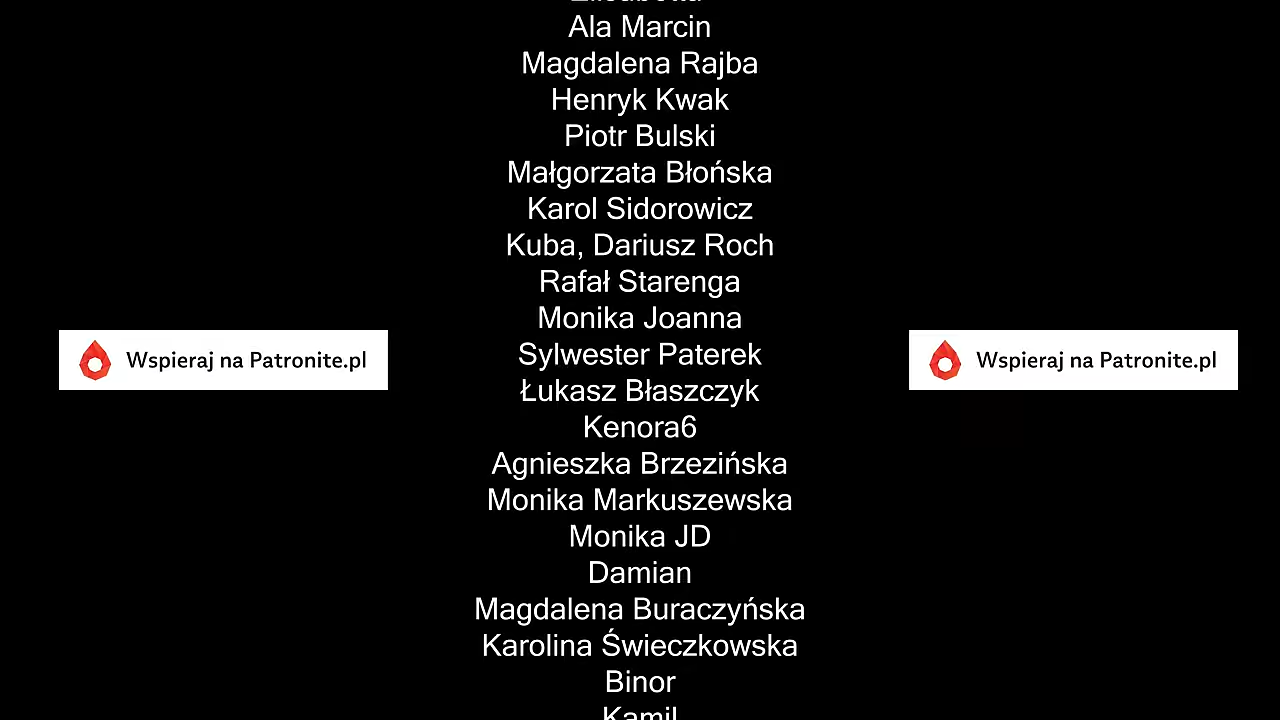 Ala Marcin
Magdalena Rajba
Henryk Kwak
Piotr Bulski
Małgorzata Błońska
Karol Sidorowicz
Kuba, Dariusz Roch
Rafał Starenga
Monika Joanna
Wspieraj na Patronite.pl
Sylwester Paterek
Wspieraj na Patronite.pl
Łukasz Błaszczyk
Kenora6
Agnieszka Brzezińska
Monika Markuszewska
Monika JD
Damian
Magdalena Buraczyńska
Karolina Świeczkowska
Binor
Kamil